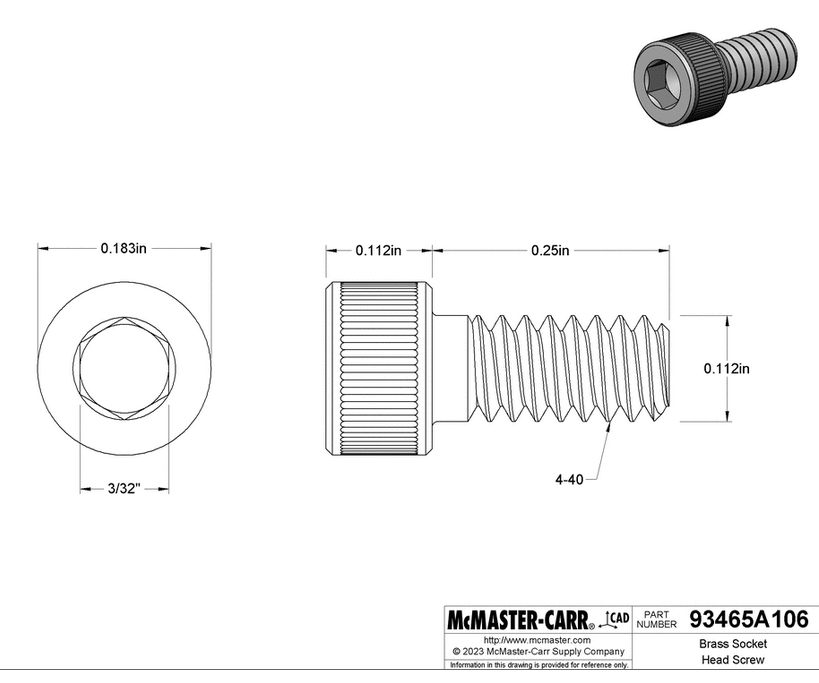 0.183in
0.112in
0.25in
0.112in
4-40
3/32"
McMASTER-CARR® CAD
http://www.mcmaster.com
© 2023 McMaster-Carr Supply Company
Information in this drawing is provided for reference only.
PART
NUMBER
93465A106
Brass Socket
Head Screw